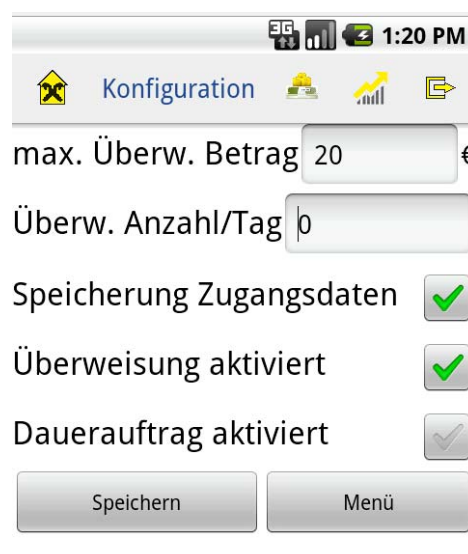 3G 1:20 PM
Konfiguration
max. Überw. Betrag 20 €
Überw. Anzahl/Tag 0
Speicherung Zugangsdaten
Überweisung aktiviert
Dauerauftrag aktiviert
Speichern Menü